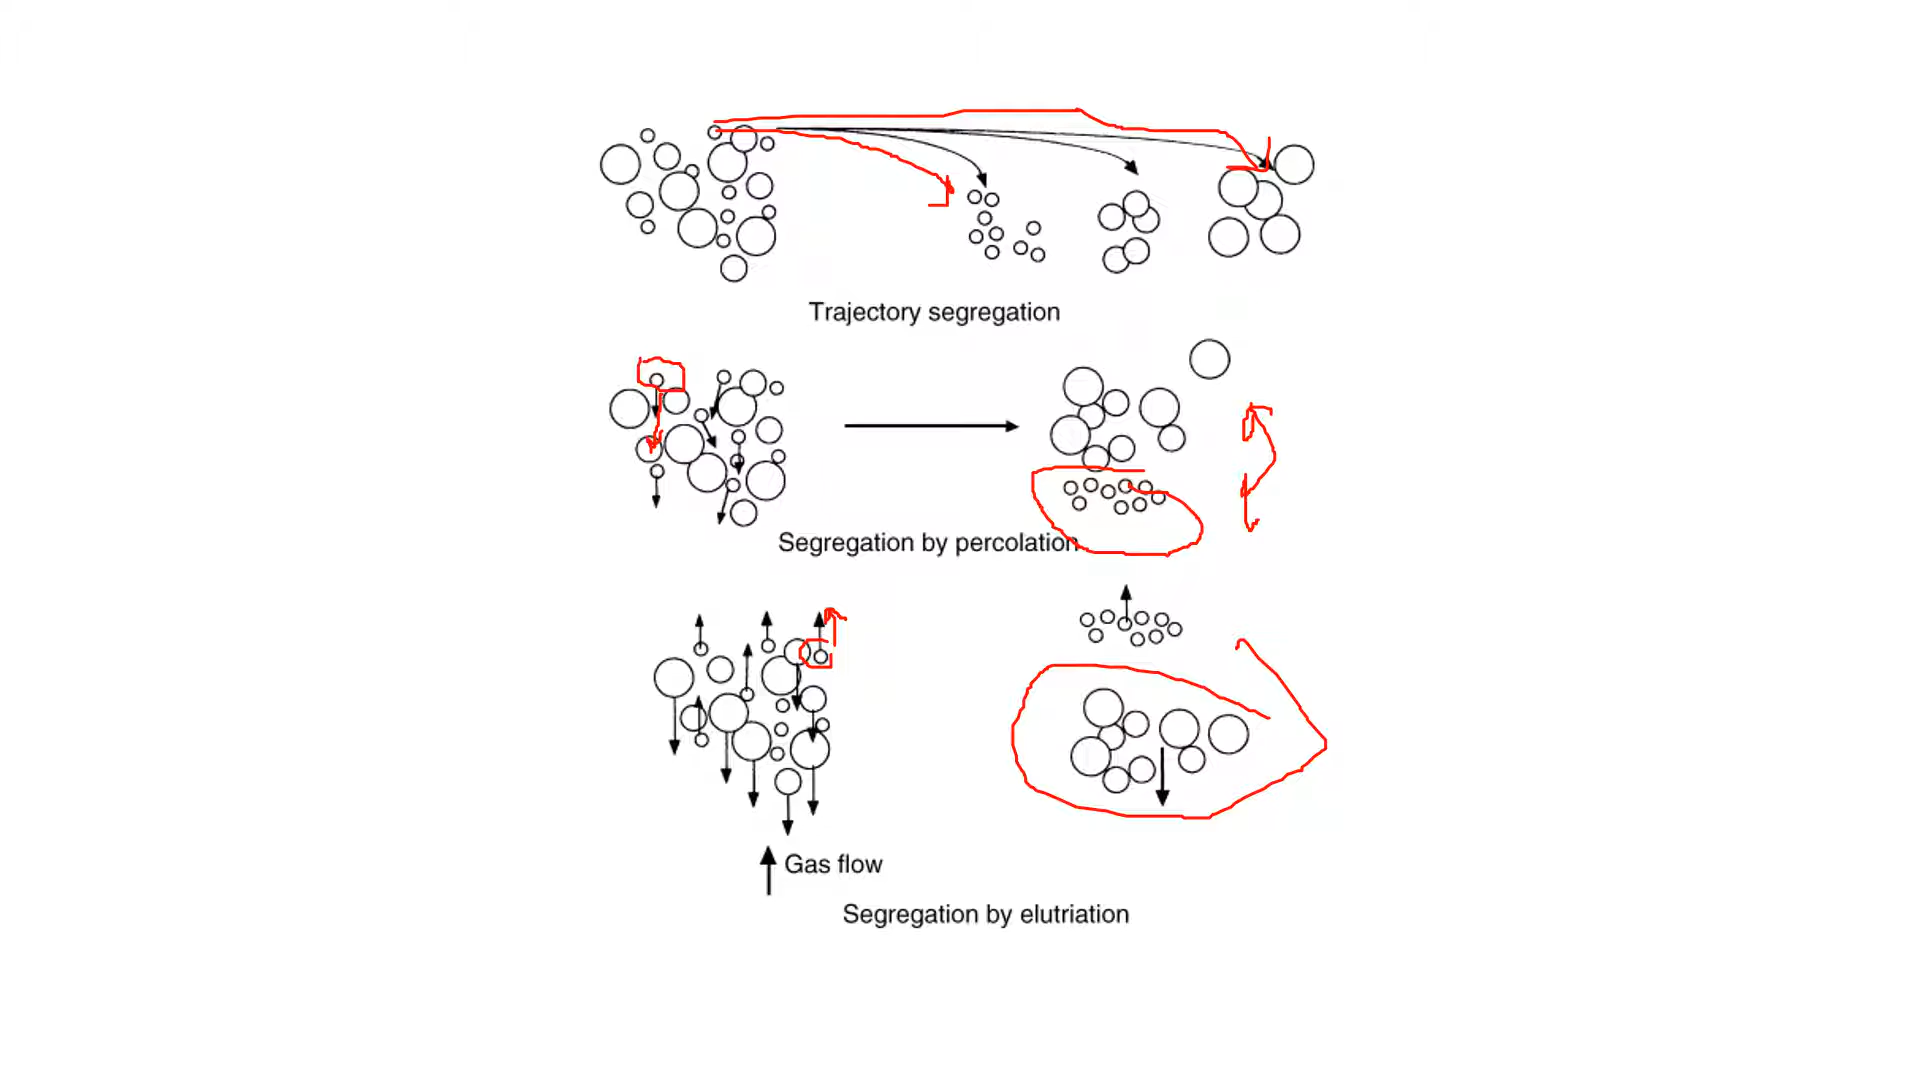 Trajectory segregation
Segregation by percolation
Gas flow
Segregation by elutriation